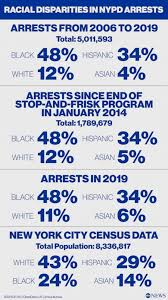 RACIAL DISPARITIES IN NYPD ARRESTS
ARRESTS FROM 2006 TO 2019
Total: 5,011,593
BLACK 48% HISPANIC 34%
WHITE 12% ASIAN 4%
ARRESTS SINCE END OF
STOP-AND-FRISK PROGRAM
IN JANUARY 2014
Total: 1,789,679
BLACK 48% HISPANIC 34%
WHITE 12% ASIAN 5%
ARRESTS IN 2019
BLACK 48% HISPANIC 34%
WHITE 11% ASIAN 6%
NEW YORK CITY CENSUS DATA
Total Population: 8,336,817
WHITE 43% HISPANIC 29%
BLACK 24% ASIAN 14%
NEWS